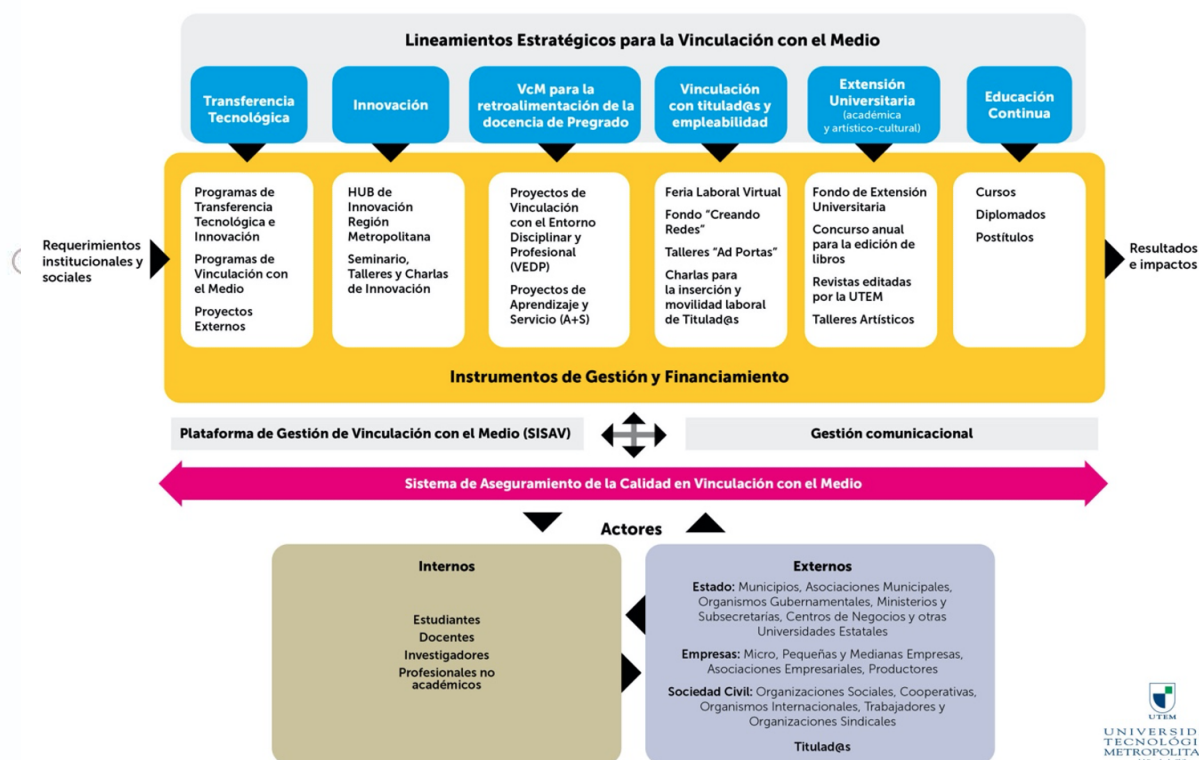 Lineamientos Estratégicos para la Vinculación con el Medio
Transferencia
Tecnológica
Innovación
VcM para la
retroalimentación de la
docencia de Pregrado
Vinculación
con titulad@s y
empleabilidad
Extensión
Universitaria
(académica
y artístico-cultural)
Educación
Continua
Requerimientos
institucionales y
sociales
Programas de
Transferencia
Tecnológica e
Innovación
Programas de
Vinculación con
el Medio
Proyectos
Externos
HUB de
Innovación
Región
Metropolitana
Seminario,
Talleres y Charlas
de Innovación
Proyectos de
Vinculación
con el Entorno
Disciplinar y
Profesional
(VEDP)
Proyectos de
Aprendizaje y
Servicio (A+S)
Feria Laboral Virtual
Fondo "Creando
Redes"
Talleres "Ad Portas"
Charlas para
la inserción y
movilidad laboral
de Titulad@s
Fondo de Extensión
Universitaria
Concurso anual
para la edición de
libros
Revistas editadas
por la UTEM
Talleres Artísticos
Cursos
Diplomados
Postítulos
Resultados
e impactos
Instrumentos de Gestión y Financiamiento
Plataforma de Gestión de Vinculación con el Medio (SISAV)
Gestión comunicacional
Sistema de Aseguramiento de la Calidad en Vinculación con el Medio
Actores
Internos
Estudiantes
Docentes
Investigadores
Profesionales no
académicos
Externos
Estado: Municipios, Asociaciones Municipales,
Organismos Gubernamentales, Ministerios y
Subsecretarías, Centros de Negocios y otras
Universidades Estatales
Empresas: Micro, Pequeñas y Medianas Empresas,
Asociaciones Empresariales, Productores
Sociedad Civil: Organizaciones Sociales, Cooperativas,
Organismos Internacionales, Trabajadores y
Organizaciones Sindicales
Titulad@s
UTEM
UNIVERSID
TECNOLÓGI
METROPOLITA